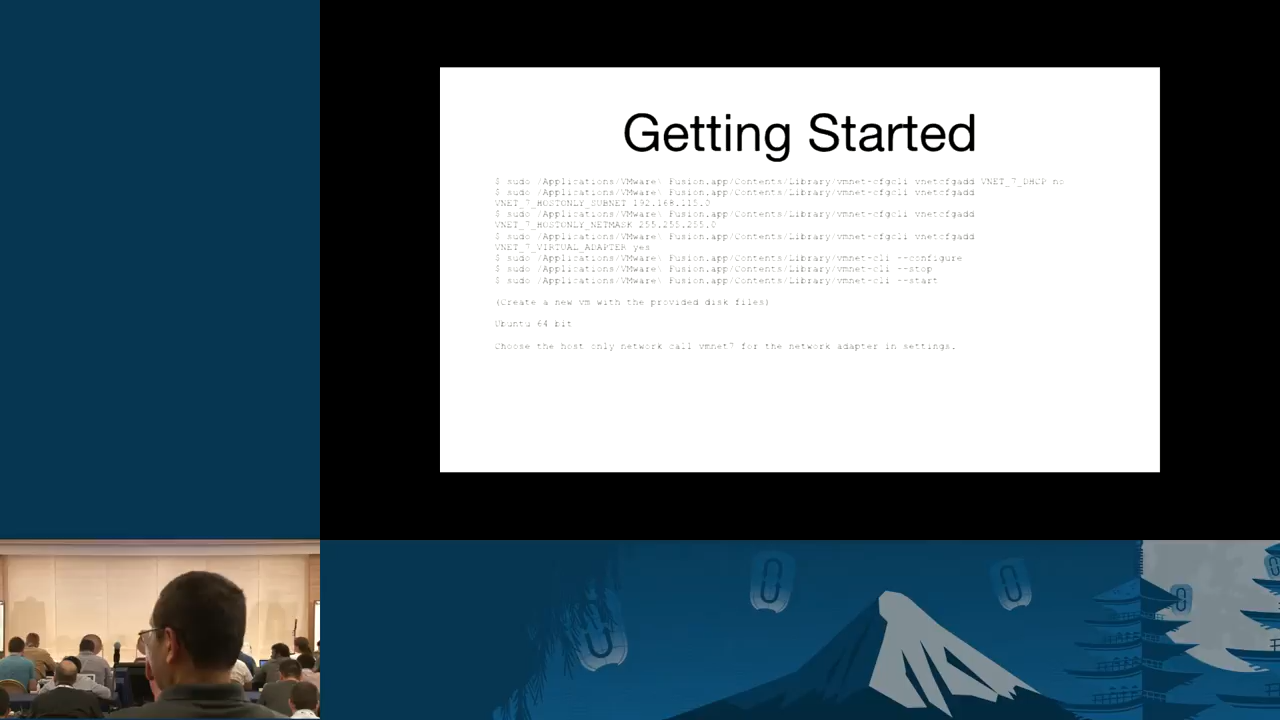 Getting Started
$ sudo /Applications/VMware\ Fusion.app/Contents/Library/vmnet-cfgcli vnetcfgadd VNET_7_DHCP no
$ sudo /Applications/VMware\ Fusion.app/Contents/Library/vmnet-cfgcli vnetcfgadd
VNET_7_HOSTONLY_SUBNET 192.168.115.0
$ sudo /Applications/VMware\ Fusion.app/Contents/Library/vmnet-cfgcli vnetcfgadd
VNET_7_HOSTONLY_NETMASK 255.255.255.0
$ sudo /Applications/VMware\ Fusion.app/Contents/Library/vmnet-cfgcli vnetcfgadd
VNET_7_VIRTUAL_ADAPTER yes
$ sudo /Applications/VMware\ Fusion.app/Contents/Library/vmnet-cli --configure
$ sudo /Applications/VMware\ Fusion.app/Contents/Library/vmnet-cli --stop
$ sudo /Applications/VMware\ Fusion.app/Contents/Library/vmnet-cli --start
(Create a new vm with the provided disk files)
Ubuntu 64 bit
Choose the host only network call vmnet7 for the network adapter in settings.